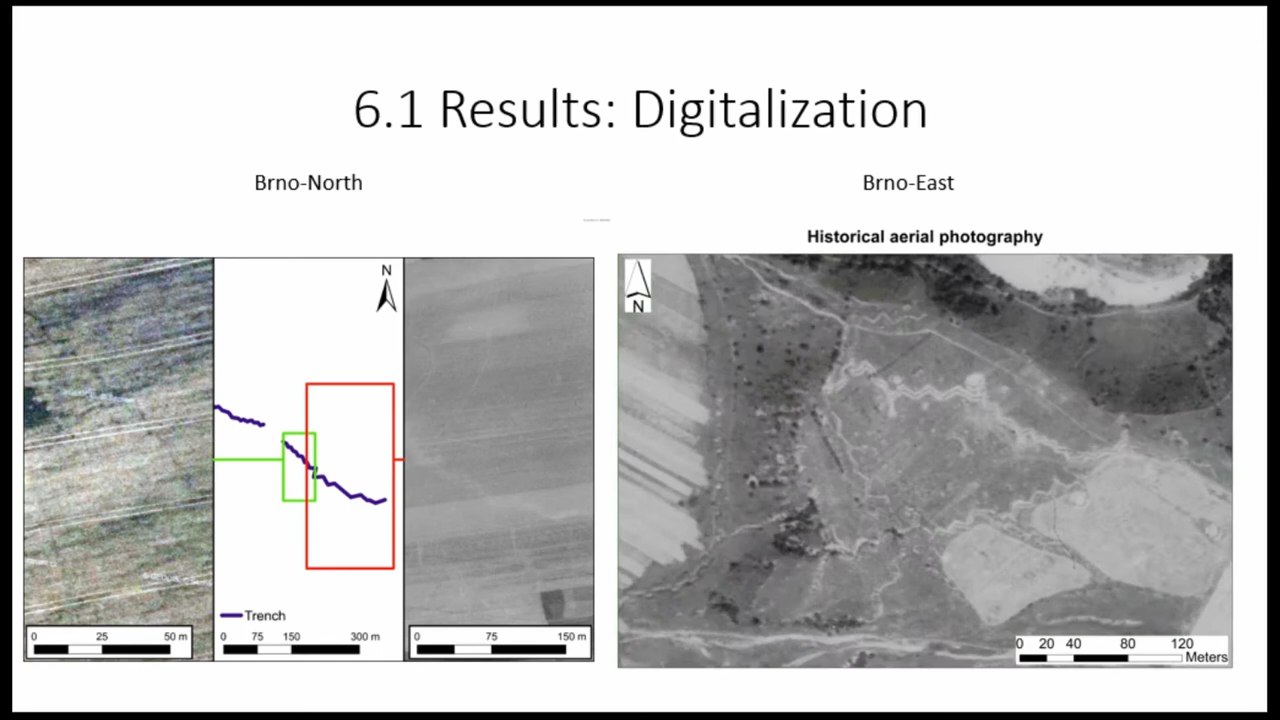 6.1 Results: Digitalization
Brno-North
Brno-East
Historical aerial photography
N
N
Trench
0 25 50 m
0 75 150 300 m
0 75 150 m
0 20 40 80 120
Meters